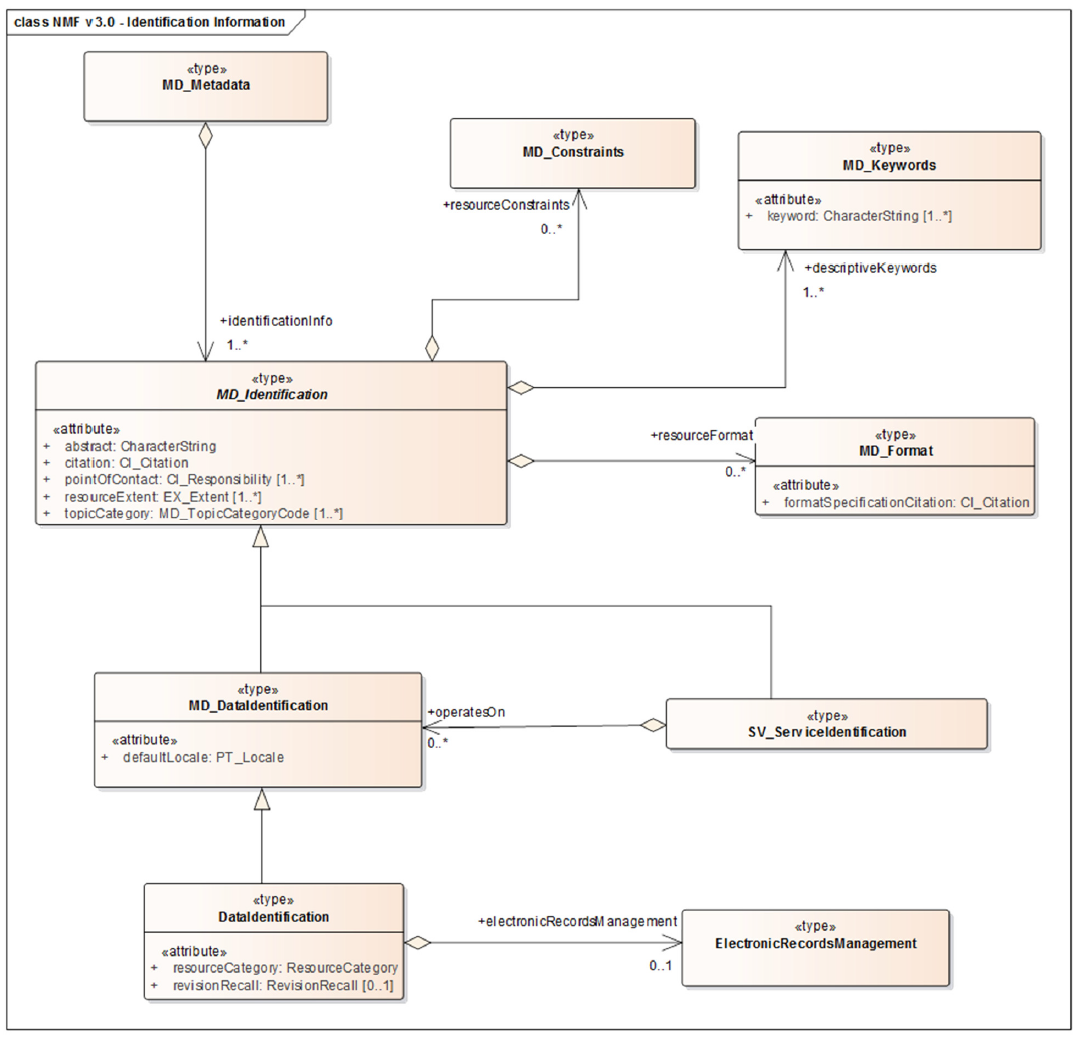 class NMF v 3.0 - Identification Information
«type»
MD_Metadata
«type»
MD_Constraints
«type»
MD_Keywords
«attribute»
+ keyword: CharacterString [1..*]
+resourceConstraints
0..*
+descriptiveKeywords
1..*
+identificationInfo
1..*
«type»
MD_Identification
«attribute»
+ abstract: CharacterString
+ citation: CI_Citation
+ pointOfContact: CI_Responsibility [1..*]
+ resourceExtent: EX_Extent [1..*]
+ topicCategory: MD_TopicCategoryCode [1..*]
+resourceFormat
0..*
«type»
MD_Format
«attribute»
+ formatSpecificationCitation: CI_Citation
«type»
MD_DataIdentification
«attribute»
+ defaultLocale: PT_Locale
+operatesOn
0..*
«type»
SV_ServiceIdentification
«type»
DataIdentification
«attribute»
+ resourceCategory: ResourceCategory
+ revisionRecall: RevisionRecall [0..1]
+electronicRecordsManagement
0..1
«type»
ElectronicRecordsManagement